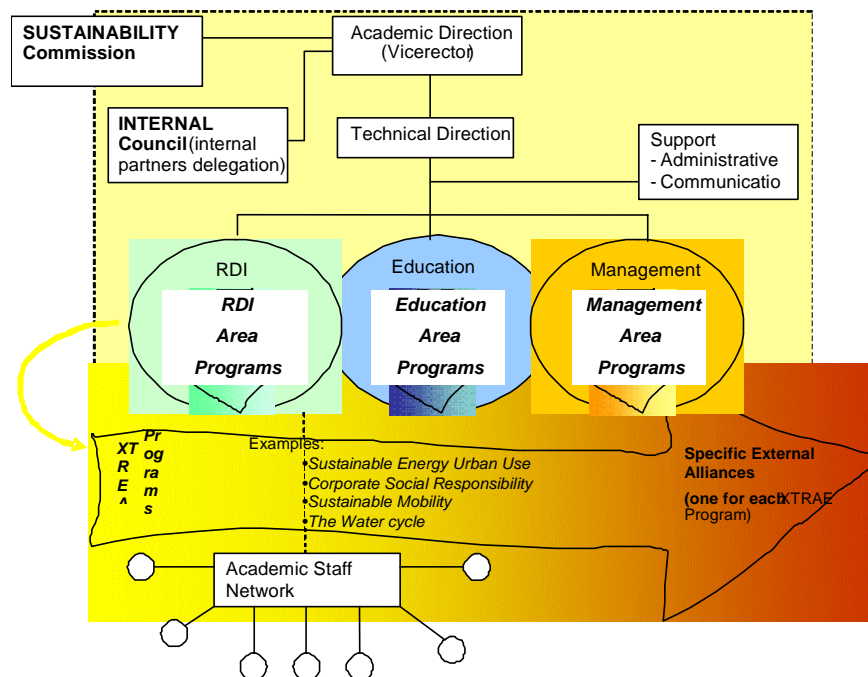 SUSTAINABILITY
Commission
Academic Direction
(Vicerector)
INTERNAL
Council (internal
partners delegation)
Technical Direction
Support
- Administrative
- Communicatio
RDI
Education
Management
RDI
Area
Programs
Education
Area
Programs
Management
Area
Programs
XT
R
E
A
Pr
og
ra
m
s
Examples:
•Sustainable Energy Urban Use
•Corporate Social Responsibility
•Sustainable Mobility
•The Water cycle
Specific External
Alliances
(one for each XTRAE
Program)
Academic Staff
Network